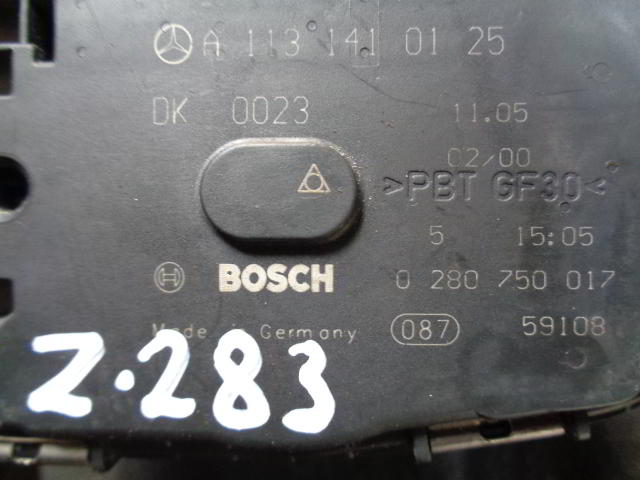 A 113 141 01 25
DK 0023 11.05
02/00
>PBT GF30<
5 15:05
BOSCH 0 280 750 017
Made in Germany 087 59108
Z.283